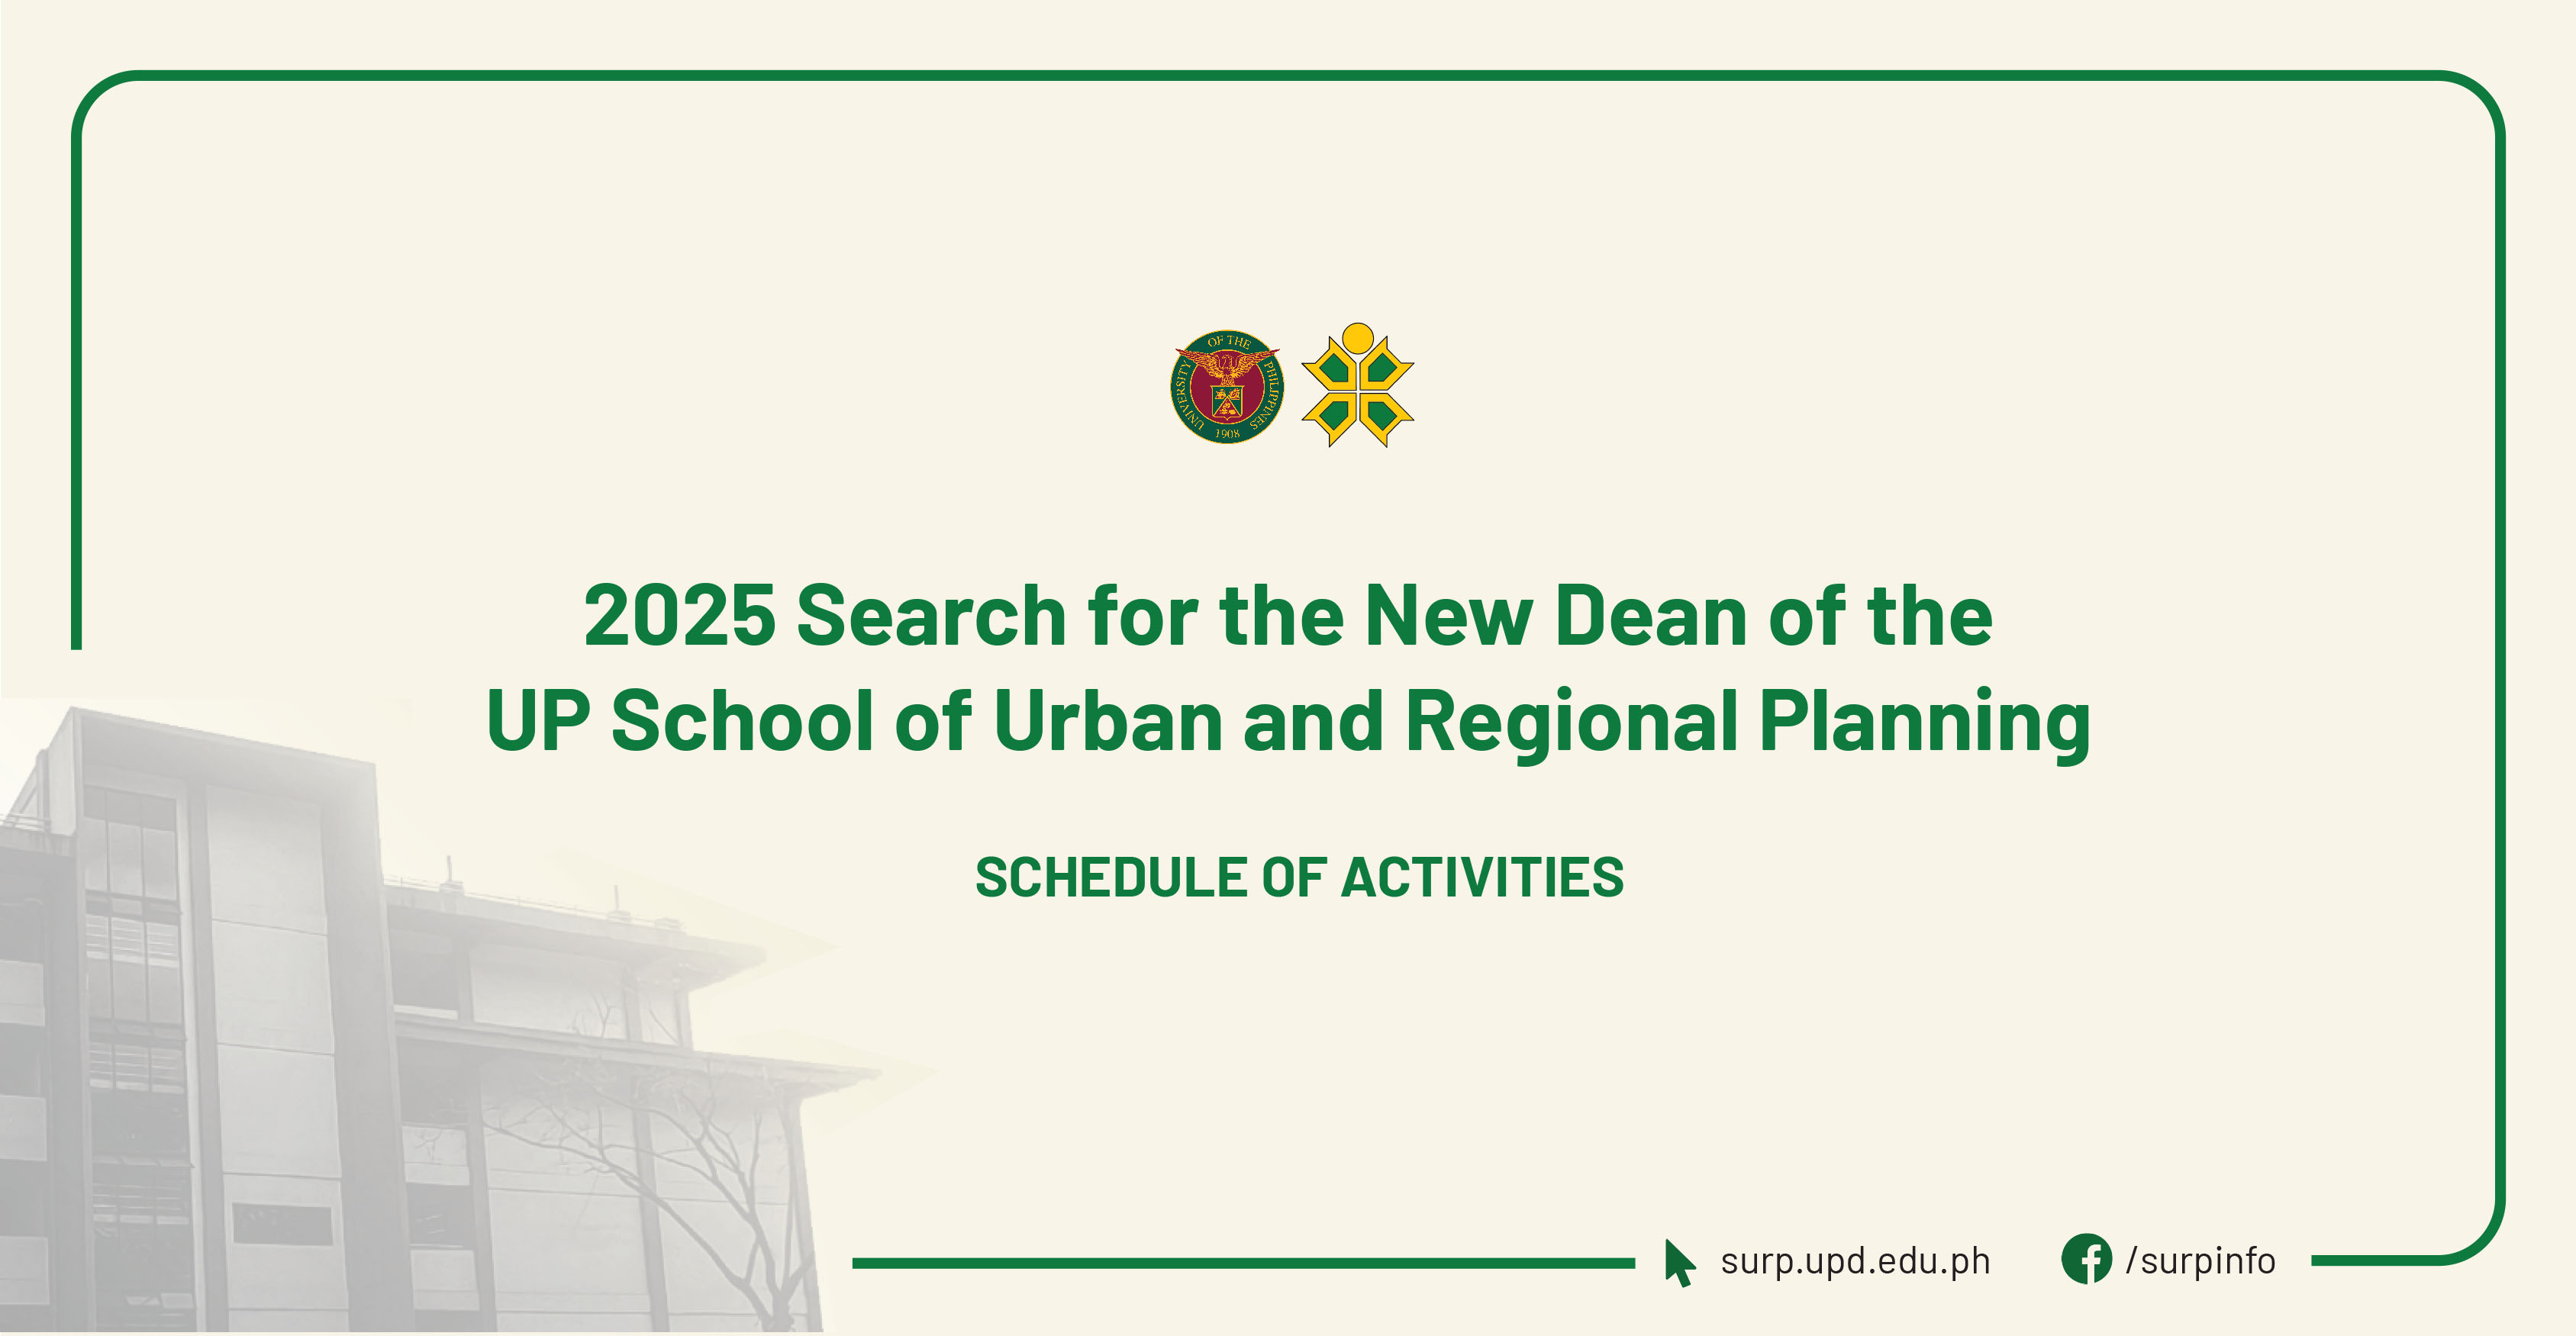 UNIVERSITY OF THE PHILIPPINES
1908
2025 Search for the New Dean of the
UP School of Urban and Regional Planning
SCHEDULE OF ACTIVITIES
surp.upd.edu.ph
/surpinfo